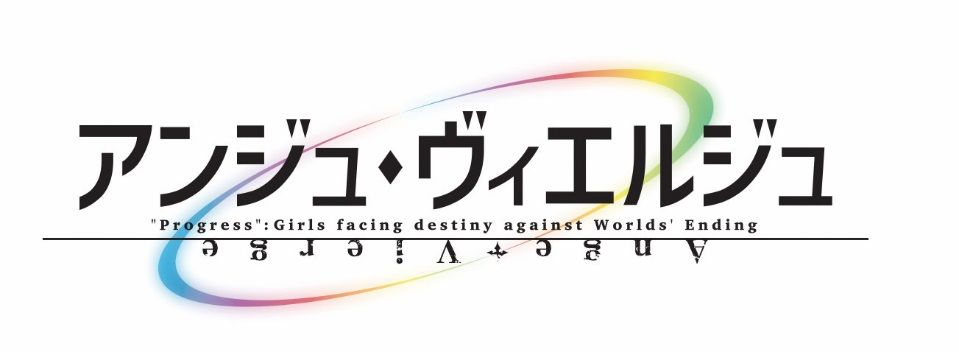 アンジュ・ヴィエルジュ
"Progress":Girls facing destiny against Worlds' Ending
Ange✦Vierge